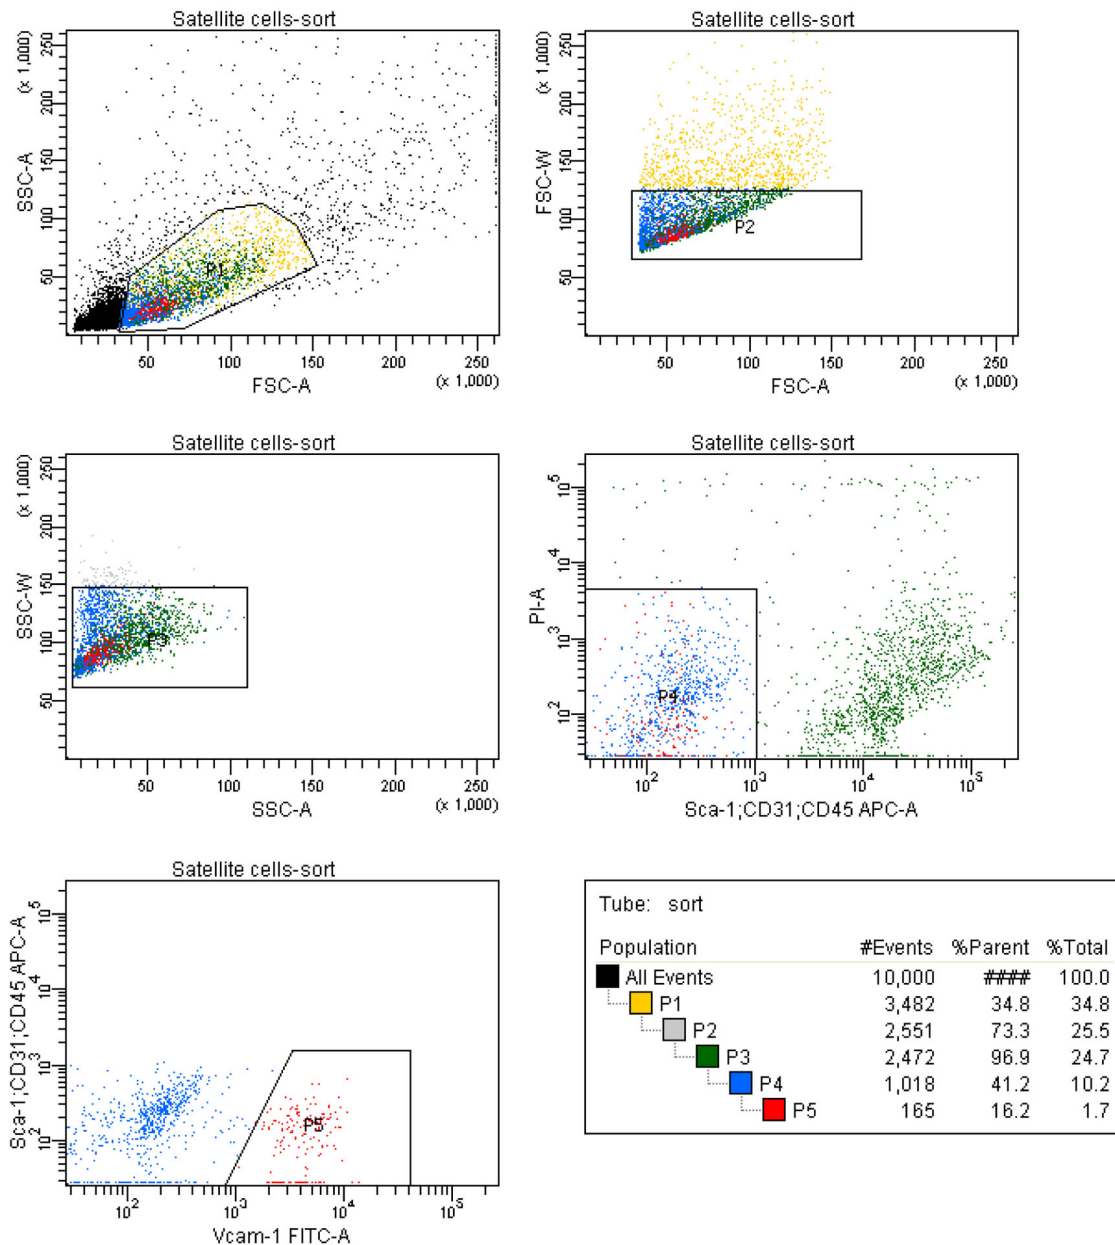 Satellite cells-sort
(x 1,000)
SSC-A
50 100 150 200 250
P1
50 100 150 200 250
FSC-A
(x 1,000)
Satellite cells-sort
(x 1,000)
FSC-W
50 100 150 200 250
P2
50 100 150 200 250
FSC-A
(x 1,000)
Satellite cells-sort
(x 1,000)
SSC-W
50 100 150 200 250
P3
50 100 150 200 250
SSC-A
(x 1,000)
Satellite cells-sort
PI-A
10^2 10^3 10^4 10^5
P4
10^2 10^3 10^4 10^5
Sca-1;CD31;CD45 APC-A
Satellite cells-sort
Sca-1;CD31;CD45 APC-A
10^2 10^3 10^4 10^5
P5
10^2 10^3 10^4 10^5
Vcam-1 FITC-A
Tube: sort
Population #Events %Parent %Total
All Events 10,000 #### 100.0
P1 3,482 34.8 34.8
P2 2,551 73.3 25.5
P3 2,472 96.9 24.7
P4 1,018 41.2 10.2
P5 165 16.2 1.7